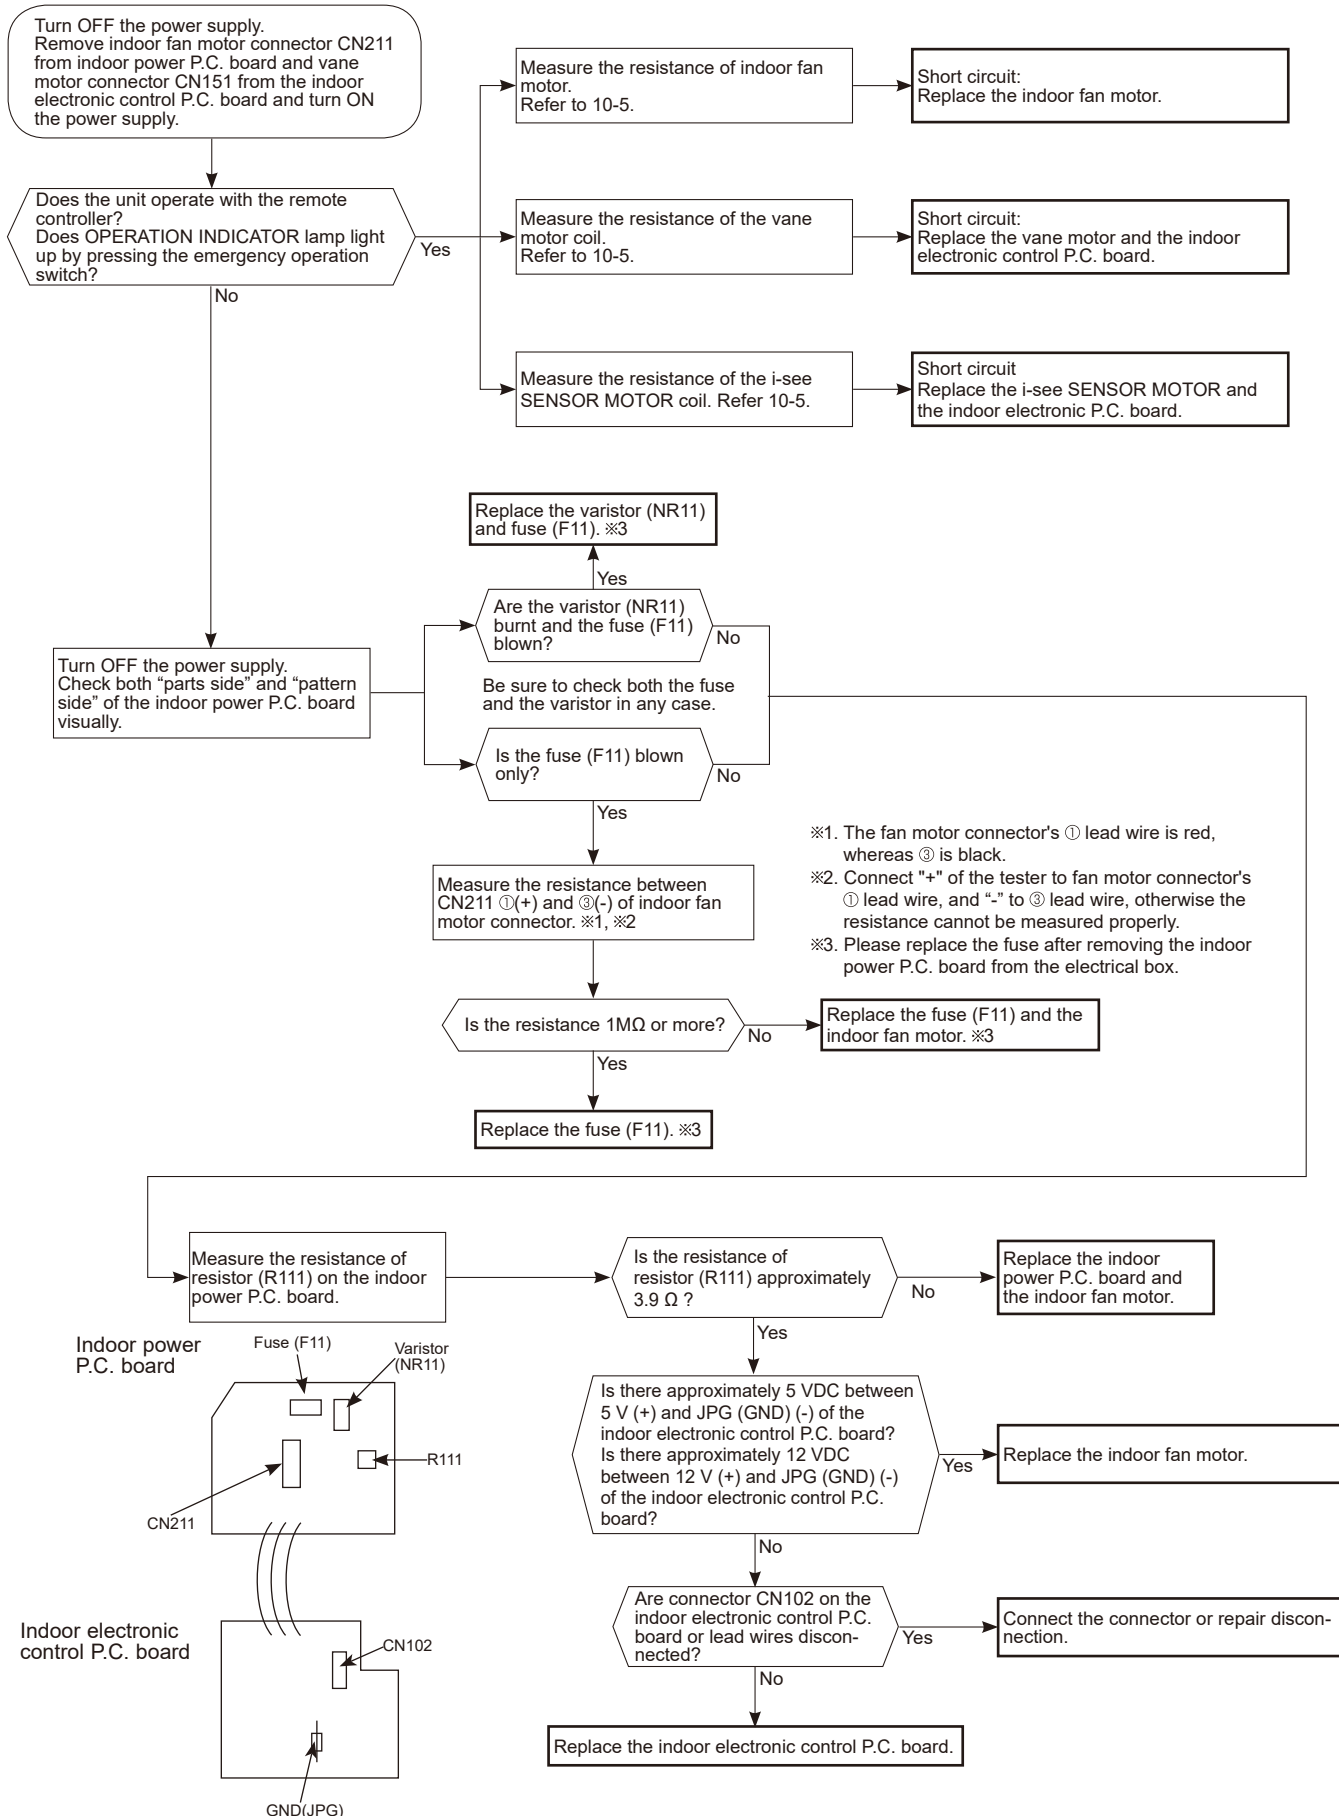 Turn OFF the power supply.
Remove indoor fan motor connector CN211
from indoor power P.C. board and vane
motor connector CN151 from the indoor
electronic control P.C. board and turn ON
the power supply.
Does the unit operate with the remote
controller?
Does OPERATION INDICATOR lamp light
up by pressing the emergency operation
switch?
Yes
No
Measure the resistance of indoor fan
motor.
Refer to 10-5.
Short circuit:
Replace the indoor fan motor.
Measure the resistance of the vane
motor coil.
Refer to 10-5.
Short circuit:
Replace the vane motor and the indoor
electronic control P.C. board.
Measure the resistance of the i-see
SENSOR MOTOR coil. Refer 10-5.
Short circuit
Replace the i-see SENSOR MOTOR and
the indoor electronic P.C. board.
Replace the varistor (NR11)
and fuse (F11). ※3
Yes
Are the varistor (NR11)
burnt and the fuse (F11)
blown?
No
Turn OFF the power supply.
Check both “parts side” and “pattern
side” of the indoor power P.C. board
visually.
Be sure to check both the fuse
and the varistor in any case.
Is the fuse (F11) blown
only?
No
Yes
Measure the resistance between
CN211 ①(+) and ③(-) of indoor fan
motor connector. ※1, ※2
※1. The fan motor connector's ① lead wire is red,
whereas ③ is black.
※2. Connect "+" of the tester to fan motor connector's
① lead wire, and “-” to ③ lead wire, otherwise the
resistance cannot be measured properly.
※3. Please replace the fuse after removing the indoor
power P.C. board from the electrical box.
Is the resistance 1MΩ or more?
No
Replace the fuse (F11) and the
indoor fan motor. ※3
Yes
Replace the fuse (F11). ※3
Measure the resistance of
resistor (R111) on the indoor
power P.C. board.
Is the resistance of
resistor (R111) approximately
3.9 Ω ?
No
Replace the indoor
power P.C. board and
the indoor fan motor.
Yes
Is there approximately 5 VDC between
5 V (+) and JPG (GND) (-) of the
indoor electronic control P.C. board?
Is there approximately 12 VDC
between 12 V (+) and JPG (GND) (-)
of the indoor electronic control P.C.
board?
Yes
Replace the indoor fan motor.
No
Are connector CN102 on the
indoor electronic control P.C.
board or lead wires discon-
nected?
Yes
Connect the connector or repair discon-
nection.
No
Replace the indoor electronic control P.C. board.
Indoor power
P.C. board
Fuse (F11)
Varistor
(NR11)
R111
CN211
Indoor electronic
control P.C. board
CN102
GND(JPG)